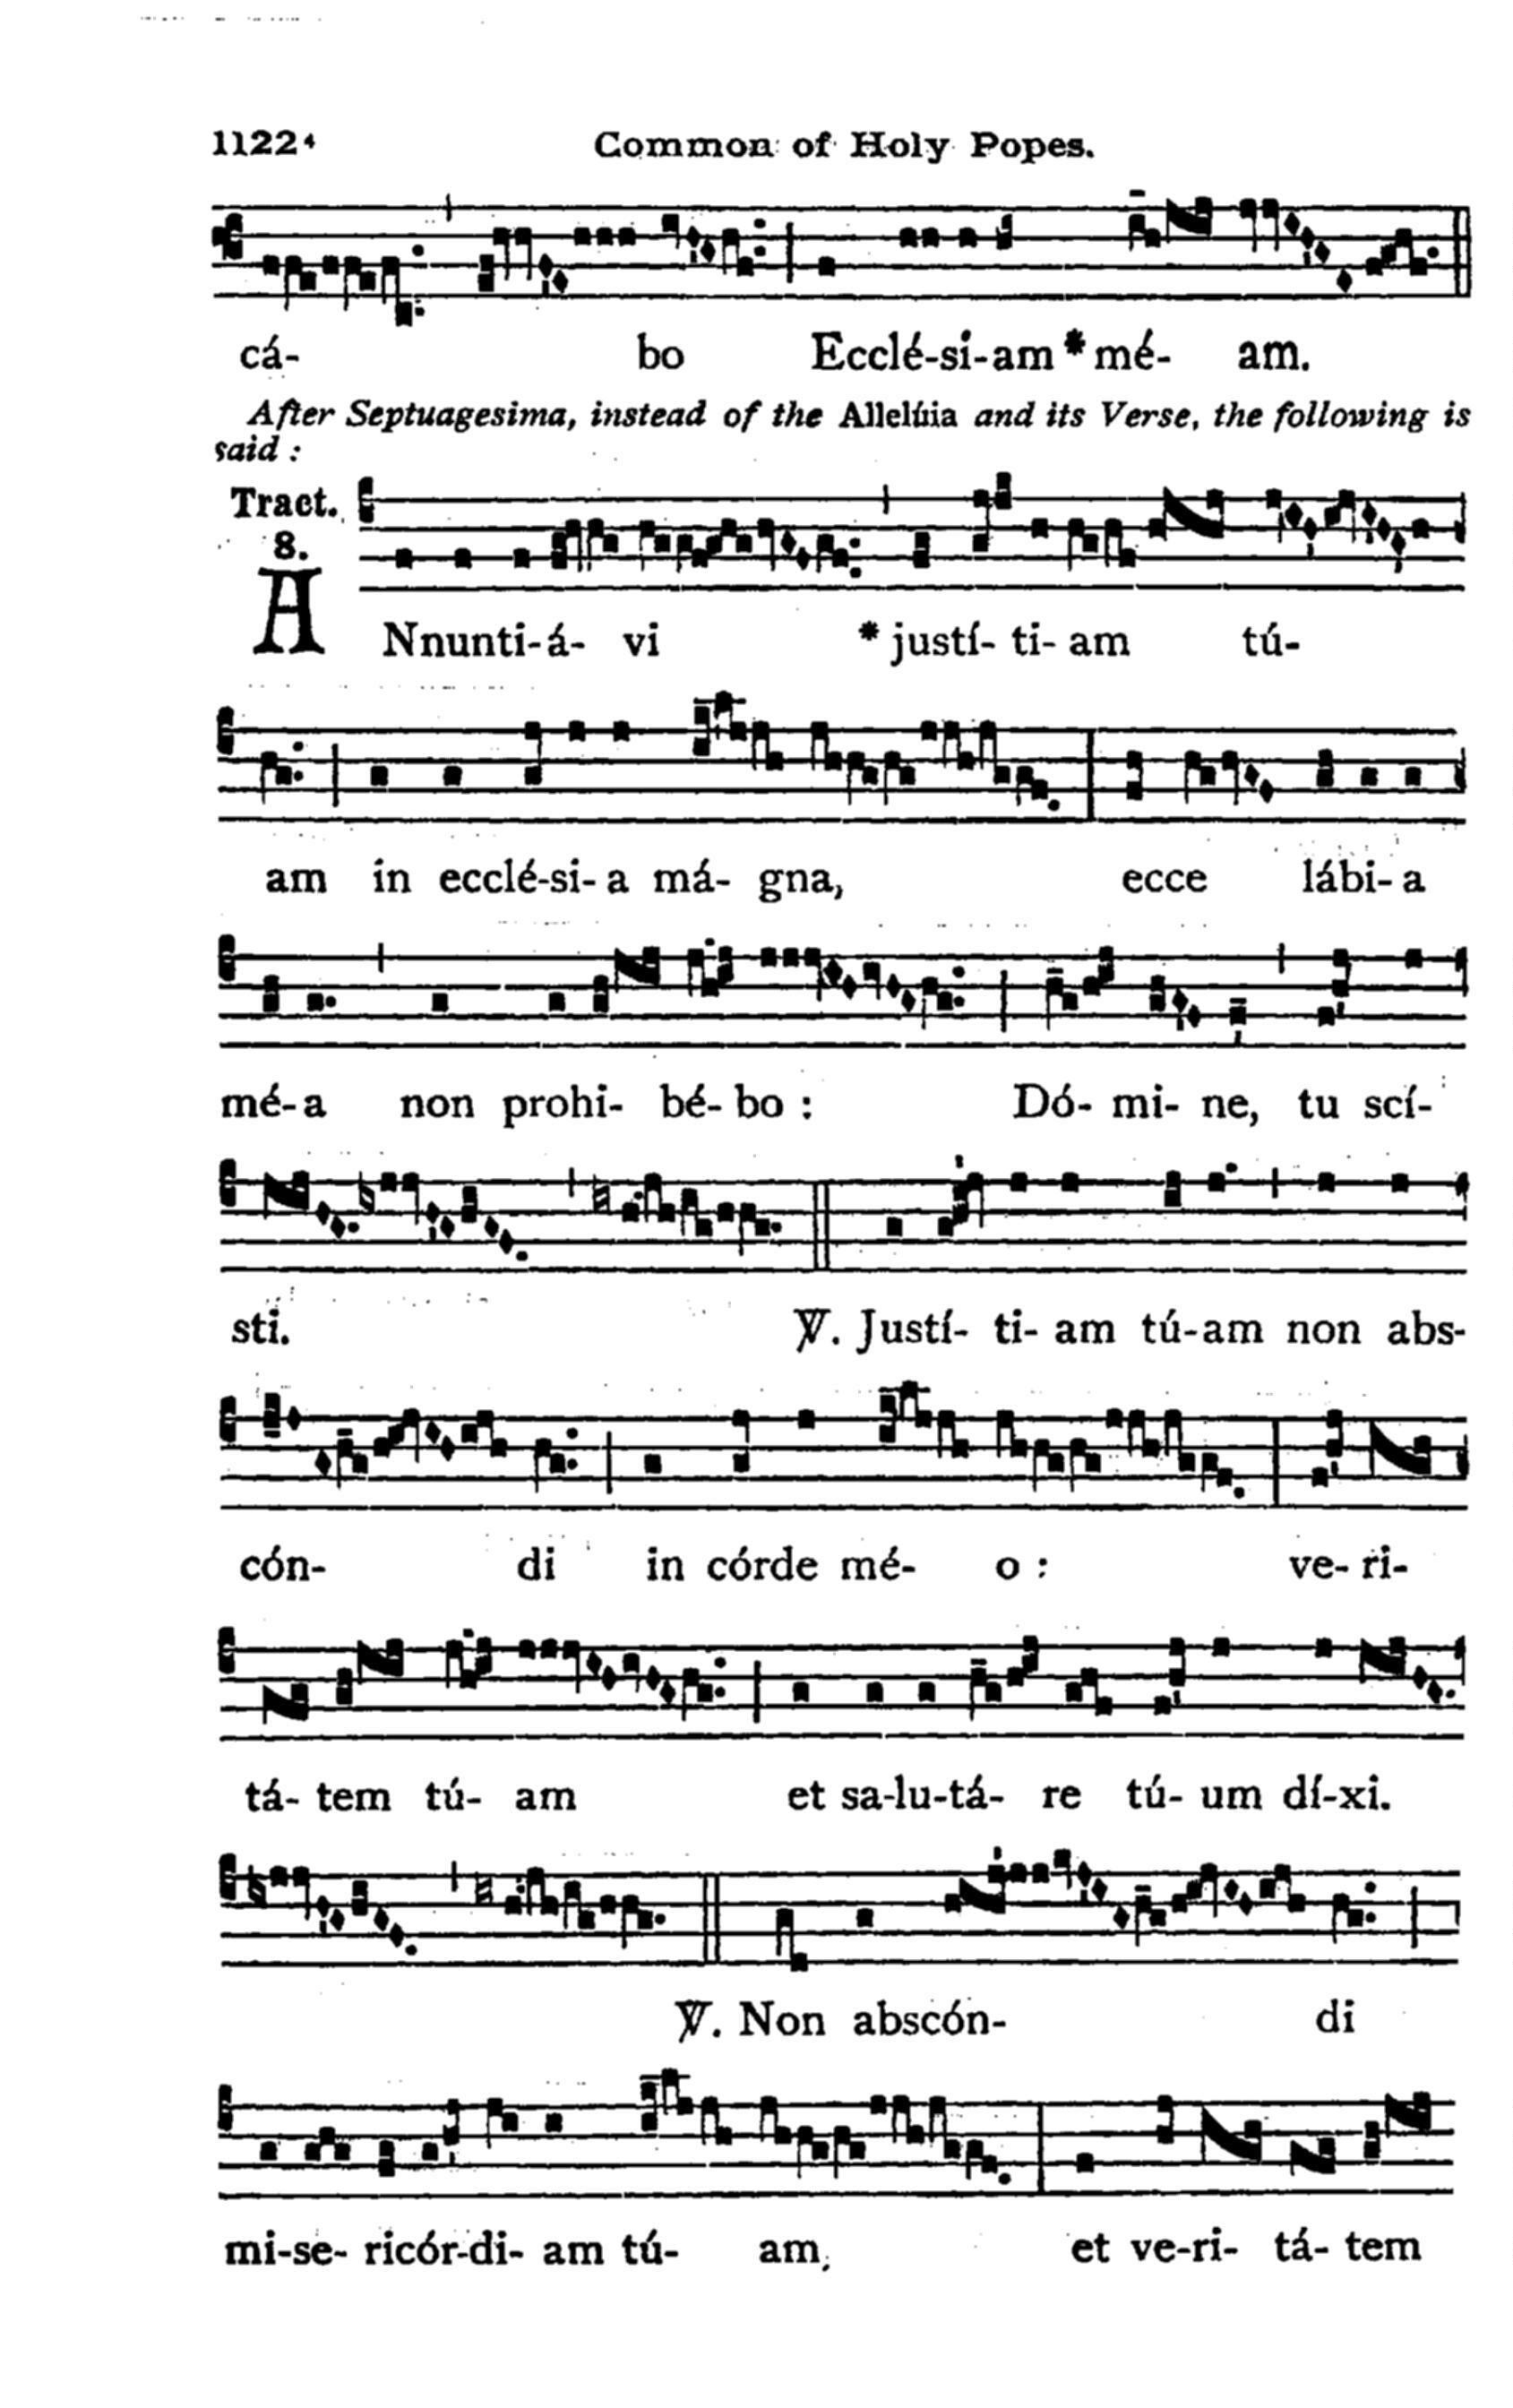 1122⁴ Common of Holy Popes.
cá- bo Ecclé-si-am * mé- am.
After Septuagesima, instead of the Allelúia and its Verse, the following is
said :
Tract.
8.
ANnunti-á- vi * justí- ti- am tú-
am in ecclé-si- a má- gna, ecce lábi- a
mé-a non prohi- bé- bo : Dó- mi- ne, tu scí-
sti. ℣. Justí- ti- am tú-am non abs-
cón- di in córde mé- o : ve- ri-
tá- tem tú- am et sa-lu-tá- re tú- um dí-xi.
℣. Non abscón- di
mi-se- ricór-di- am tú- am, et ve-ri- tá- tem